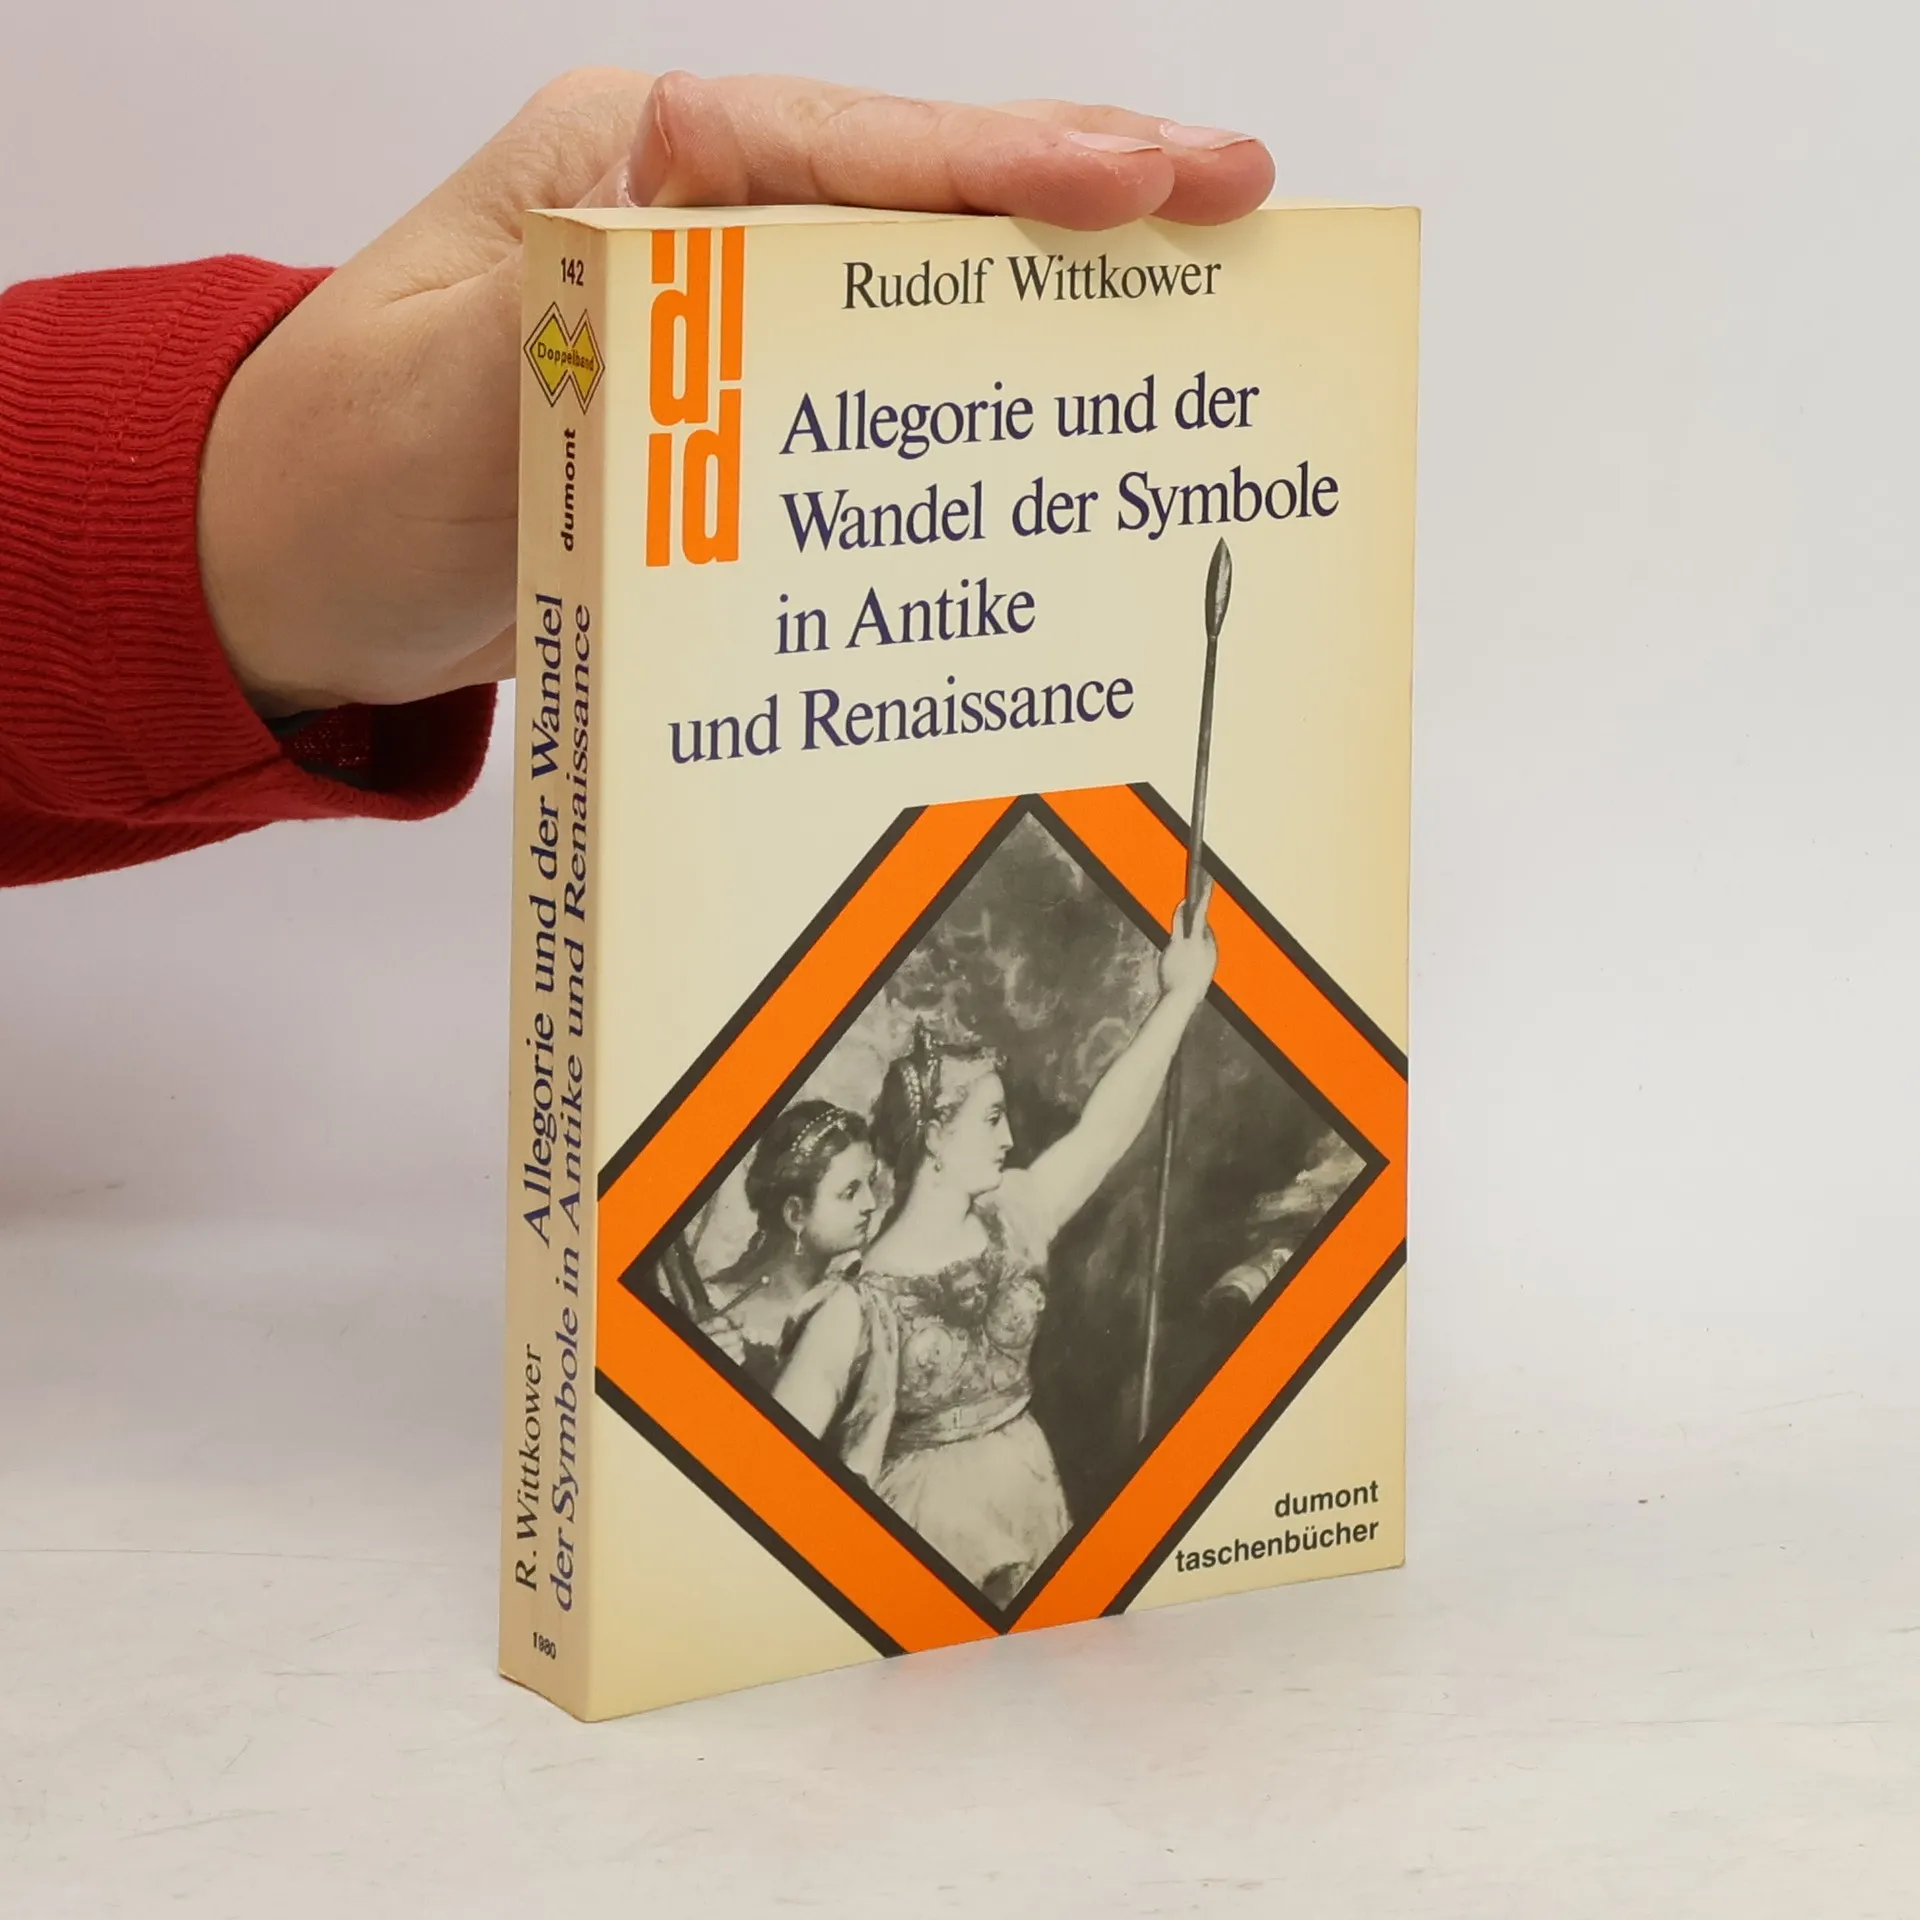 142
Doppelband
dumont
Allegorie und der Wandel
der Symbole in Antike und Renaissance
R. Wittkower
1980
Rudolf Wittkower
Allegorie und der
Wandel der Symbole
in Antike
und Renaissance
dumont
taschenbücher